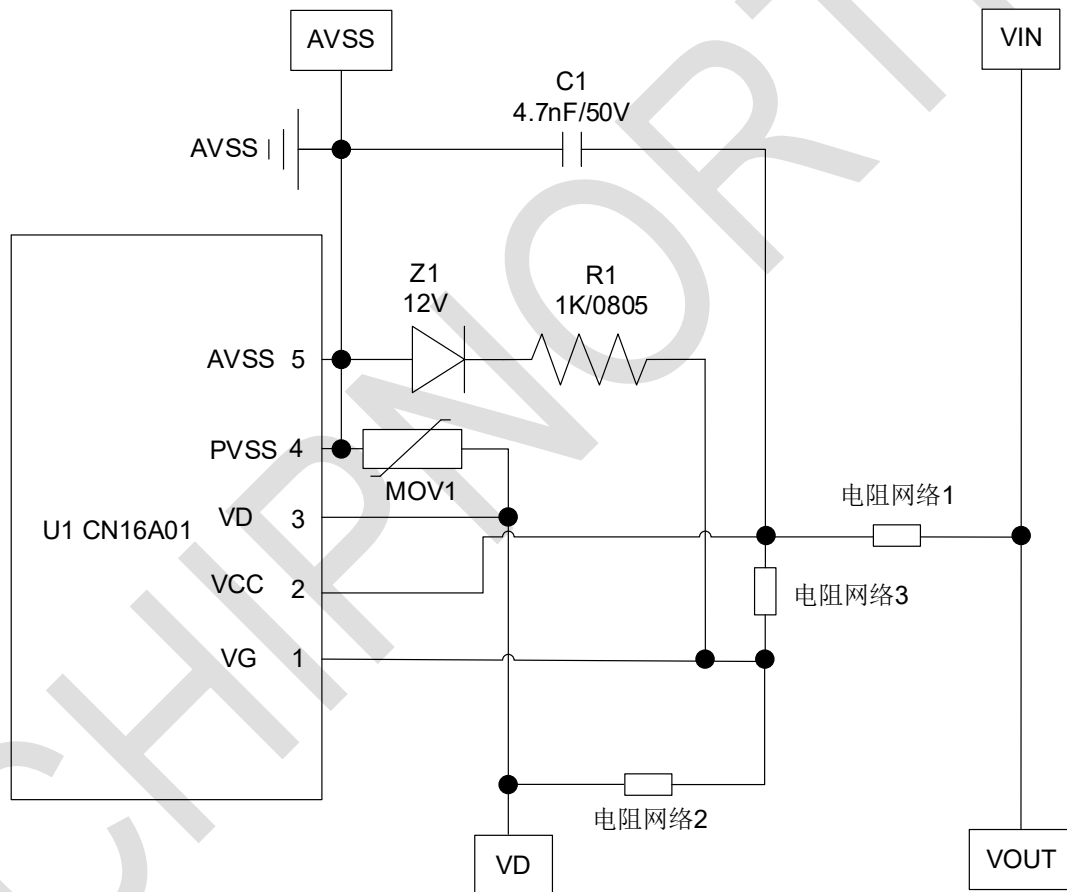 AVSS
VIN
C1
4.7nF/50V
AVSS
Z1
12V
R1
1K/0805
AVSS 5
PVSS 4
MOV1
电阻网络1
VD 3
U1 CN16A01
VCC 2
电阻网络3
VG 1
电阻网络2
VD
VOUT
CHIPNORT